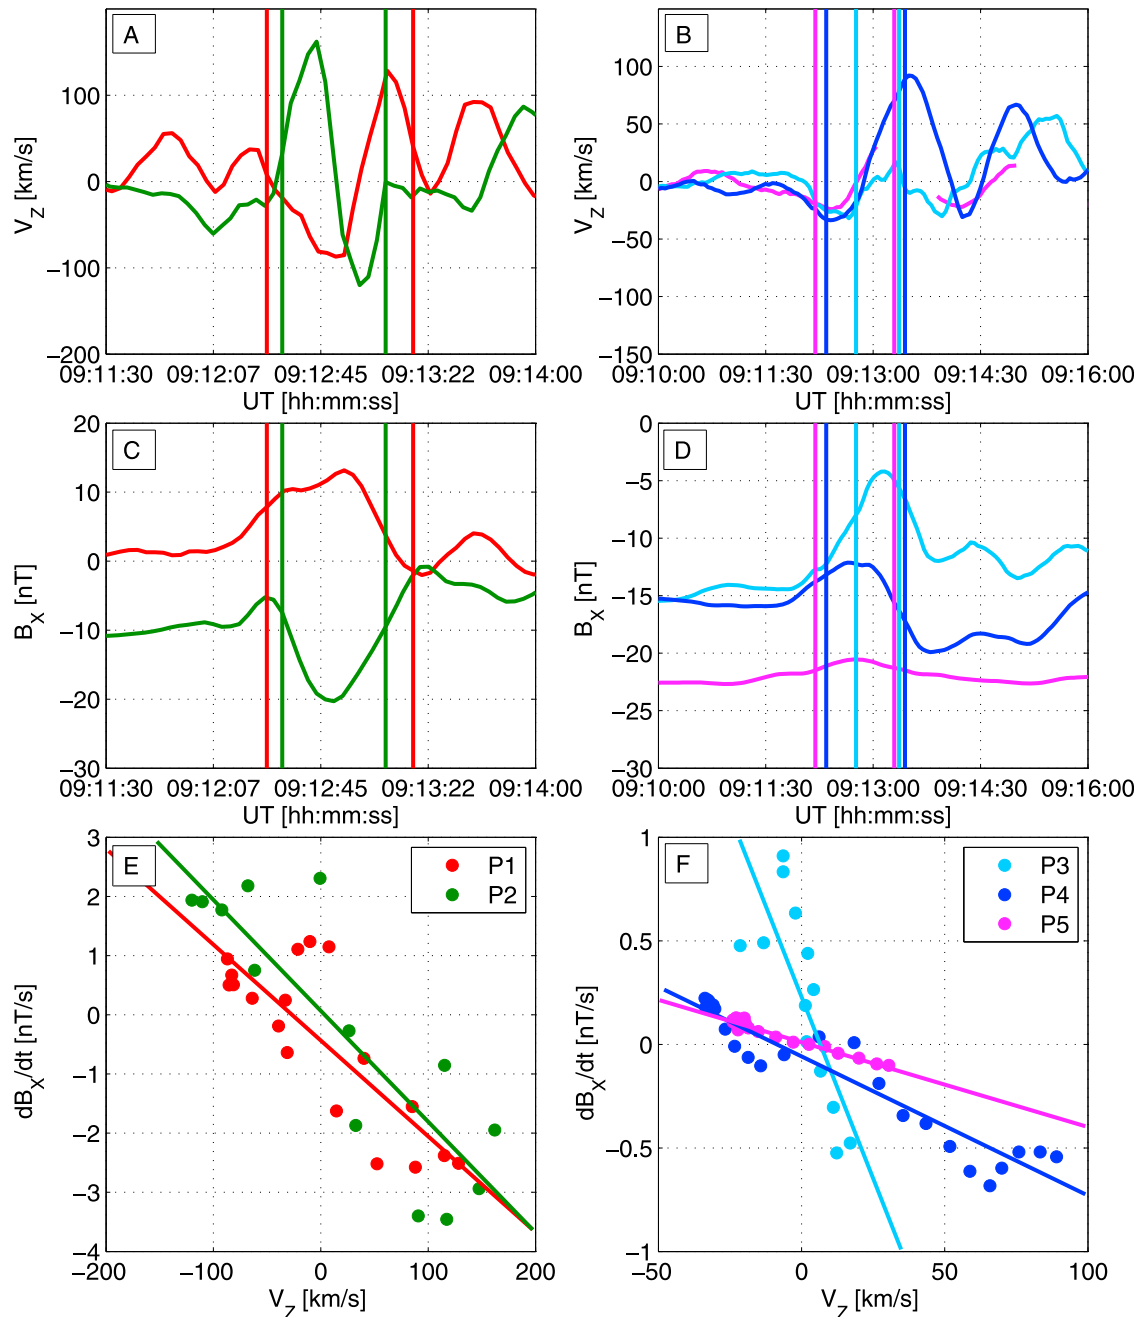 A
100
0
−100
−200
V_Z [km/s]
09:11:30 09:12:07 09:12:45 09:13:22 09:14:00
UT [hh:mm:ss]
B
100
50
0
−50
−100
−150
V_Z [km/s]
09:10:00 09:11:30 09:13:00 09:14:30 09:16:00
UT [hh:mm:ss]
C
20
10
0
−10
−20
−30
B_X [nT]
09:11:30 09:12:07 09:12:45 09:13:22 09:14:00
UT [hh:mm:ss]
D
0
−5
−10
−15
−20
−25
−30
B_X [nT]
09:10:00 09:11:30 09:13:00 09:14:30 09:16:00
UT [hh:mm:ss]
E
P1
P2
3
2
1
0
−1
−2
−3
−4
dB_X/dt [nT/s]
−200 −100 0 100 200
V_Z [km/s]
F
P3
P4
P5
1
0.5
0
−0.5
−1
dB_X/dt [nT/s]
−50 0 50 100
V_Z [km/s]